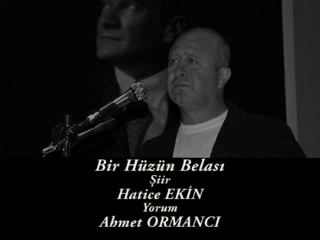 Bir Hüzün Belası
Şiir
Hatice EKİN
Yorum
Ahmet ORMANCI